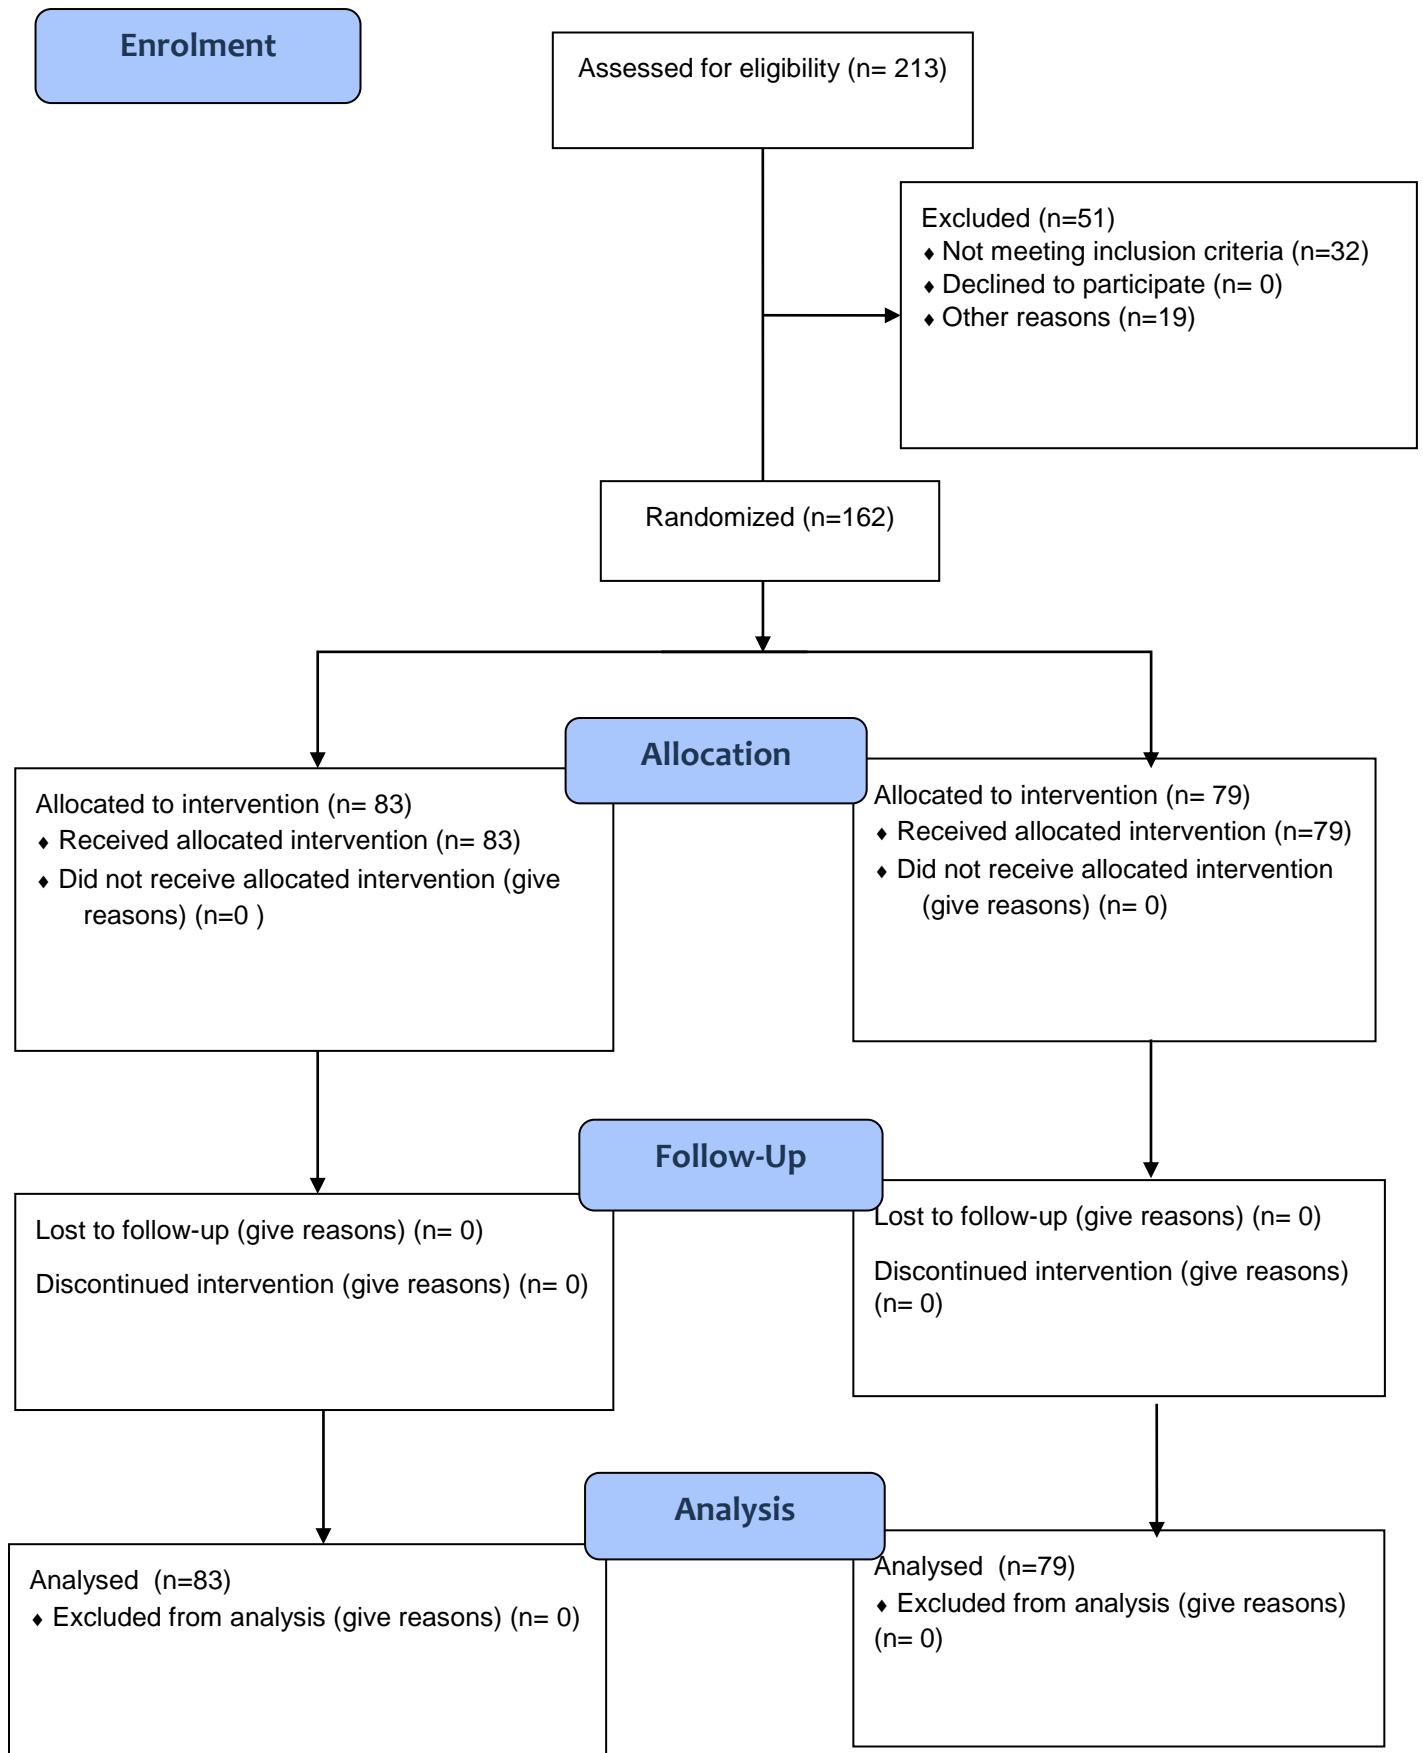 Enrolment
Assessed for eligibility (n= 213)
Excluded (n=51)
♦ Not meeting inclusion criteria (n=32)
♦ Declined to participate (n= 0)
♦ Other reasons (n=19)
Randomized (n=162)
Allocation
Allocated to intervention (n= 83)
♦ Received allocated intervention (n= 83)
♦ Did not receive allocated intervention (give
reasons) (n=0 )
Allocated to intervention (n= 79)
♦ Received allocated intervention (n=79)
♦ Did not receive allocated intervention
(give reasons) (n= 0)
Follow-Up
Lost to follow-up (give reasons) (n= 0)
Discontinued intervention (give reasons) (n= 0)
Lost to follow-up (give reasons) (n= 0)
Discontinued intervention (give reasons)
(n= 0)
Analysis
Analysed  (n=83)
♦ Excluded from analysis (give reasons) (n= 0)
Analysed  (n=79)
♦ Excluded from analysis (give reasons)
(n= 0)